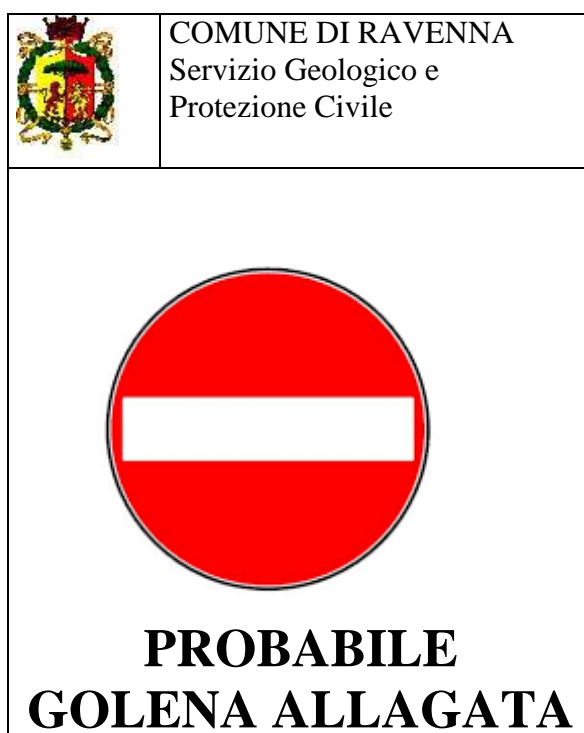 COMUNE DI RAVENNA
Servizio Geologico e
Protezione Civile
PROBABILE
GOLENA ALLAGATA